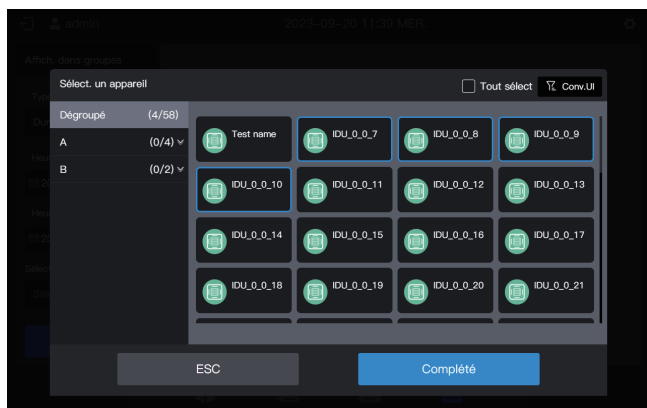 admin
2023-09-20 11:39 MER.
Affich. dans groupes
Sélect. un appareil
Tout sélect
Conv.UI
Dégroupé (4/58)
A (0/4)
B (0/2)
Test name
IDU_0_0_7
IDU_0_0_8
IDU_0_0_9
IDU_0_0_10
IDU_0_0_11
IDU_0_0_12
IDU_0_0_13
IDU_0_0_14
IDU_0_0_15
IDU_0_0_16
IDU_0_0_17
IDU_0_0_18
IDU_0_0_19
IDU_0_0_20
IDU_0_0_21
ESC
Complété